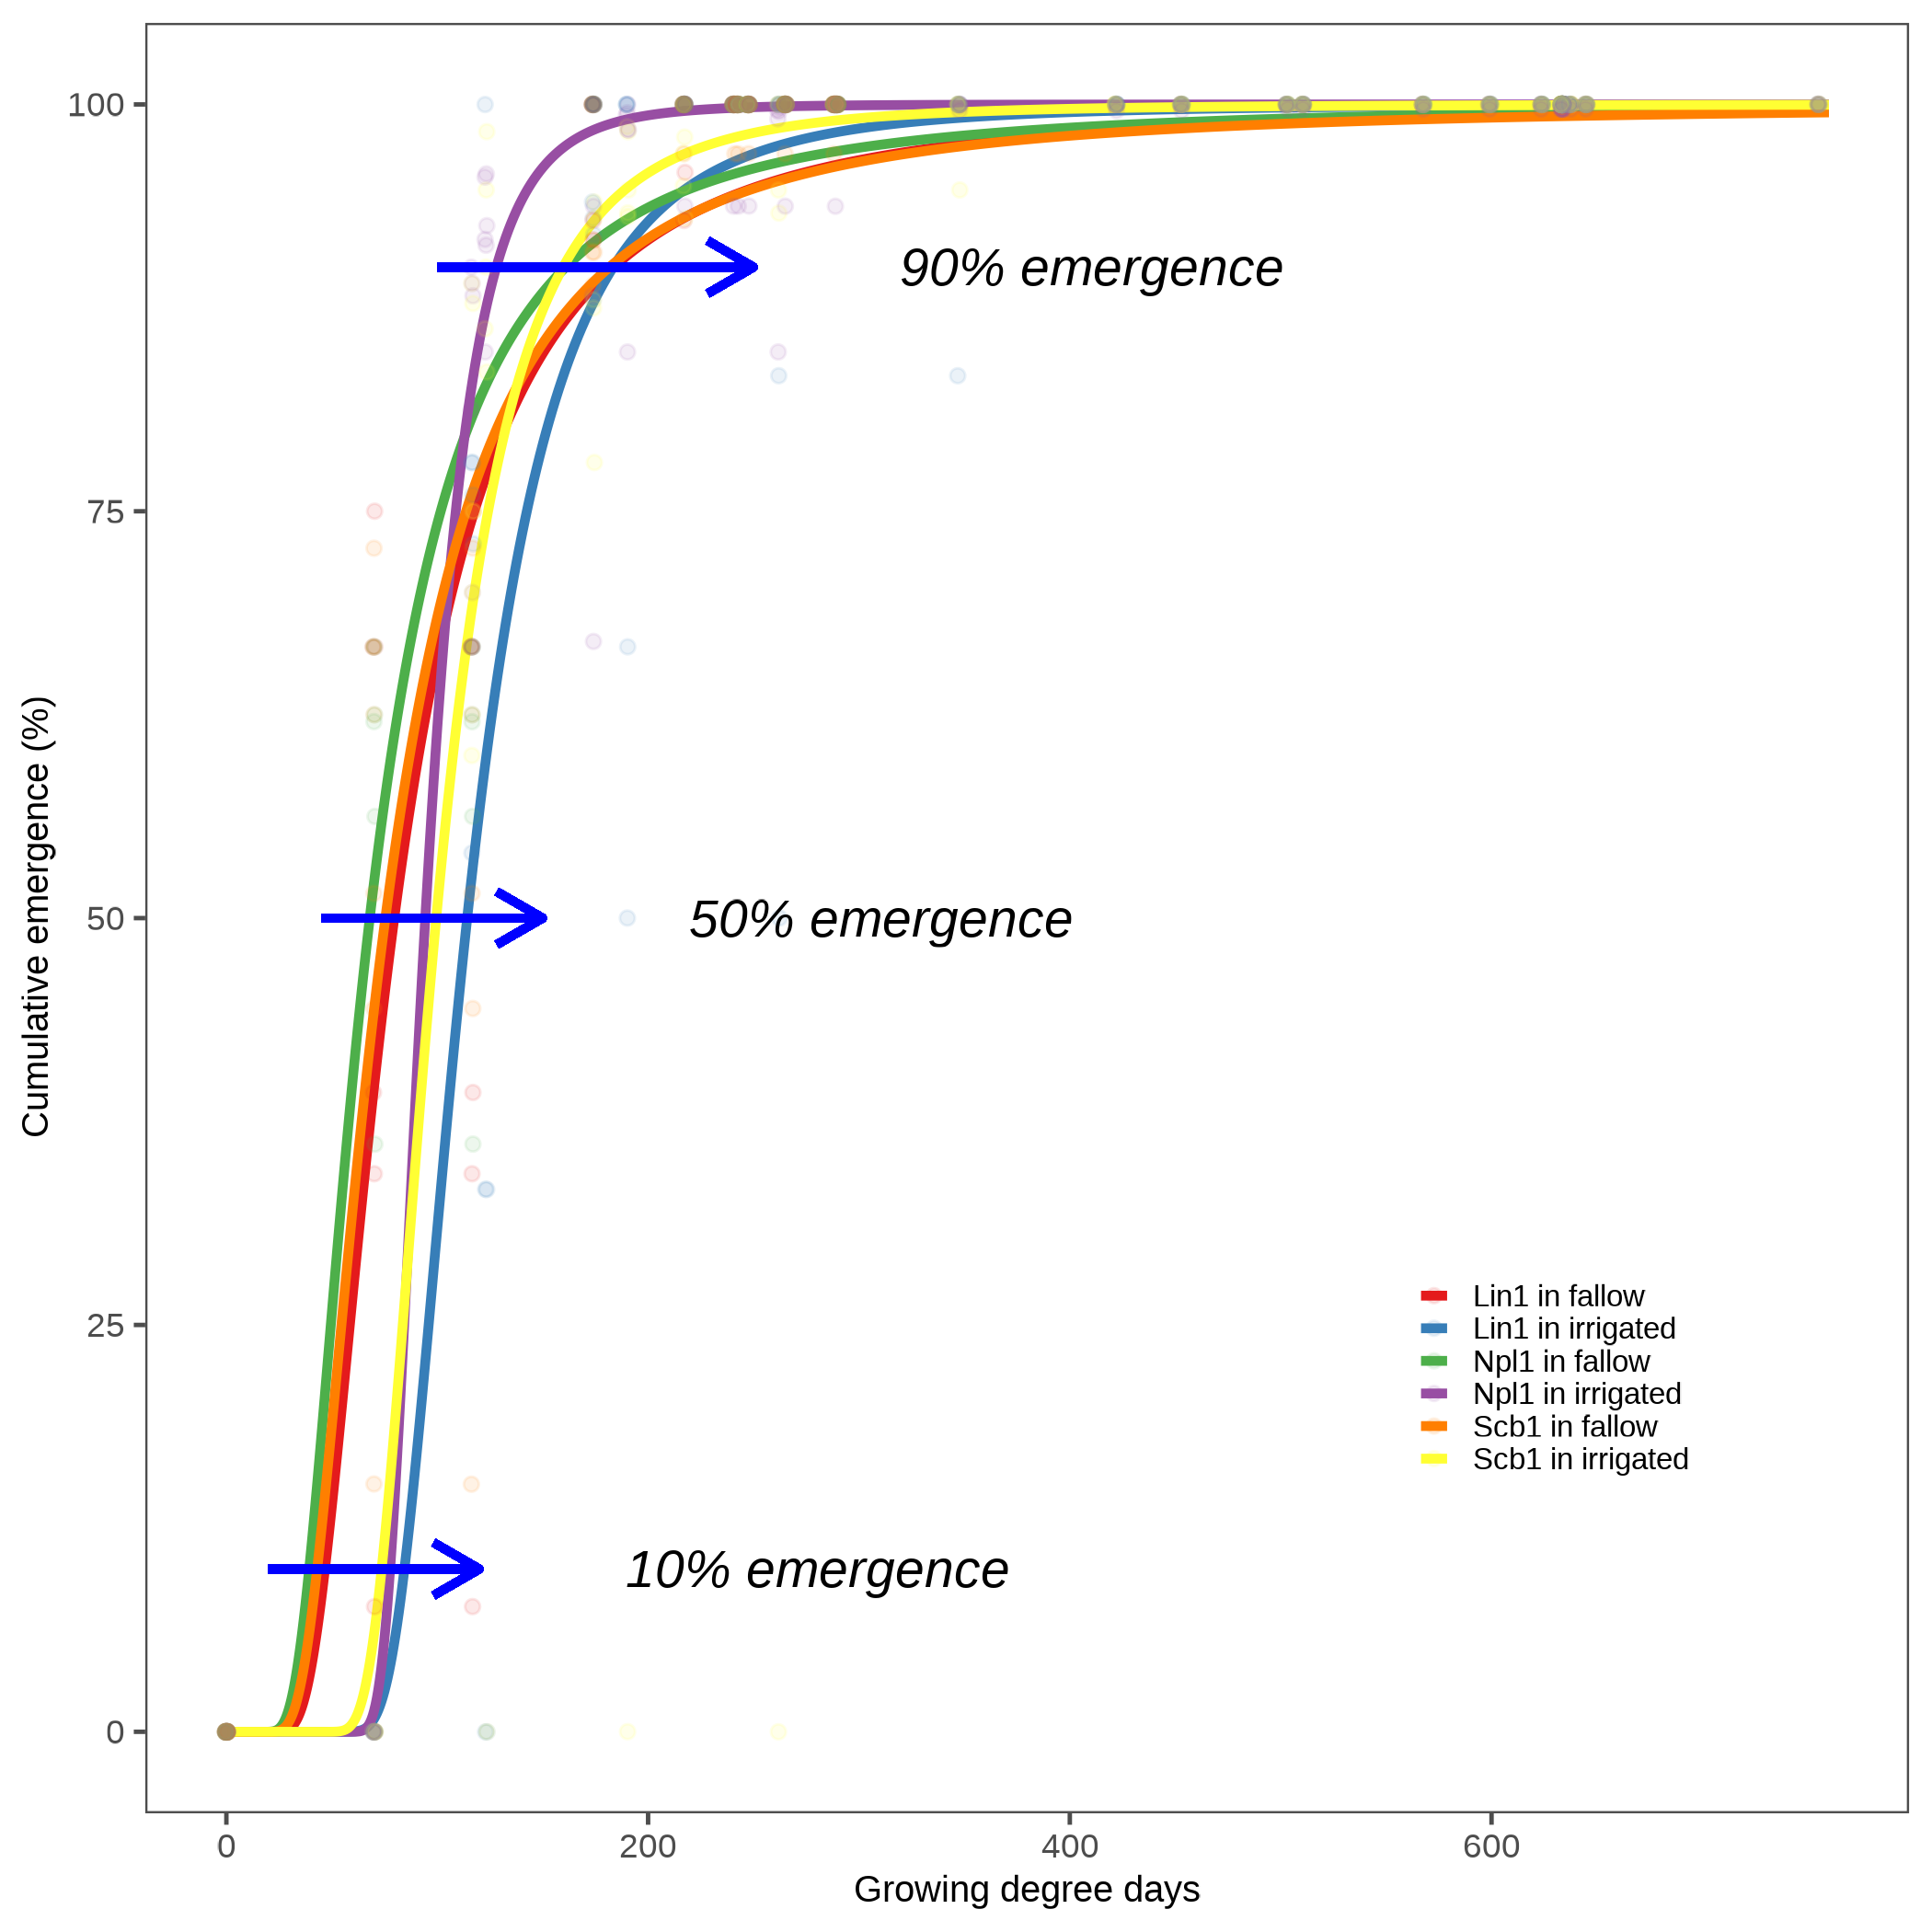 100
75
50
25
0
Cumulative emergence (%)
90% emergence
50% emergence
10% emergence
Lin1 in fallow
Lin1 in irrigated
Npl1 in fallow
Npl1 in irrigated
Scb1 in fallow
Scb1 in irrigated
0
200
400
600
Growing degree days